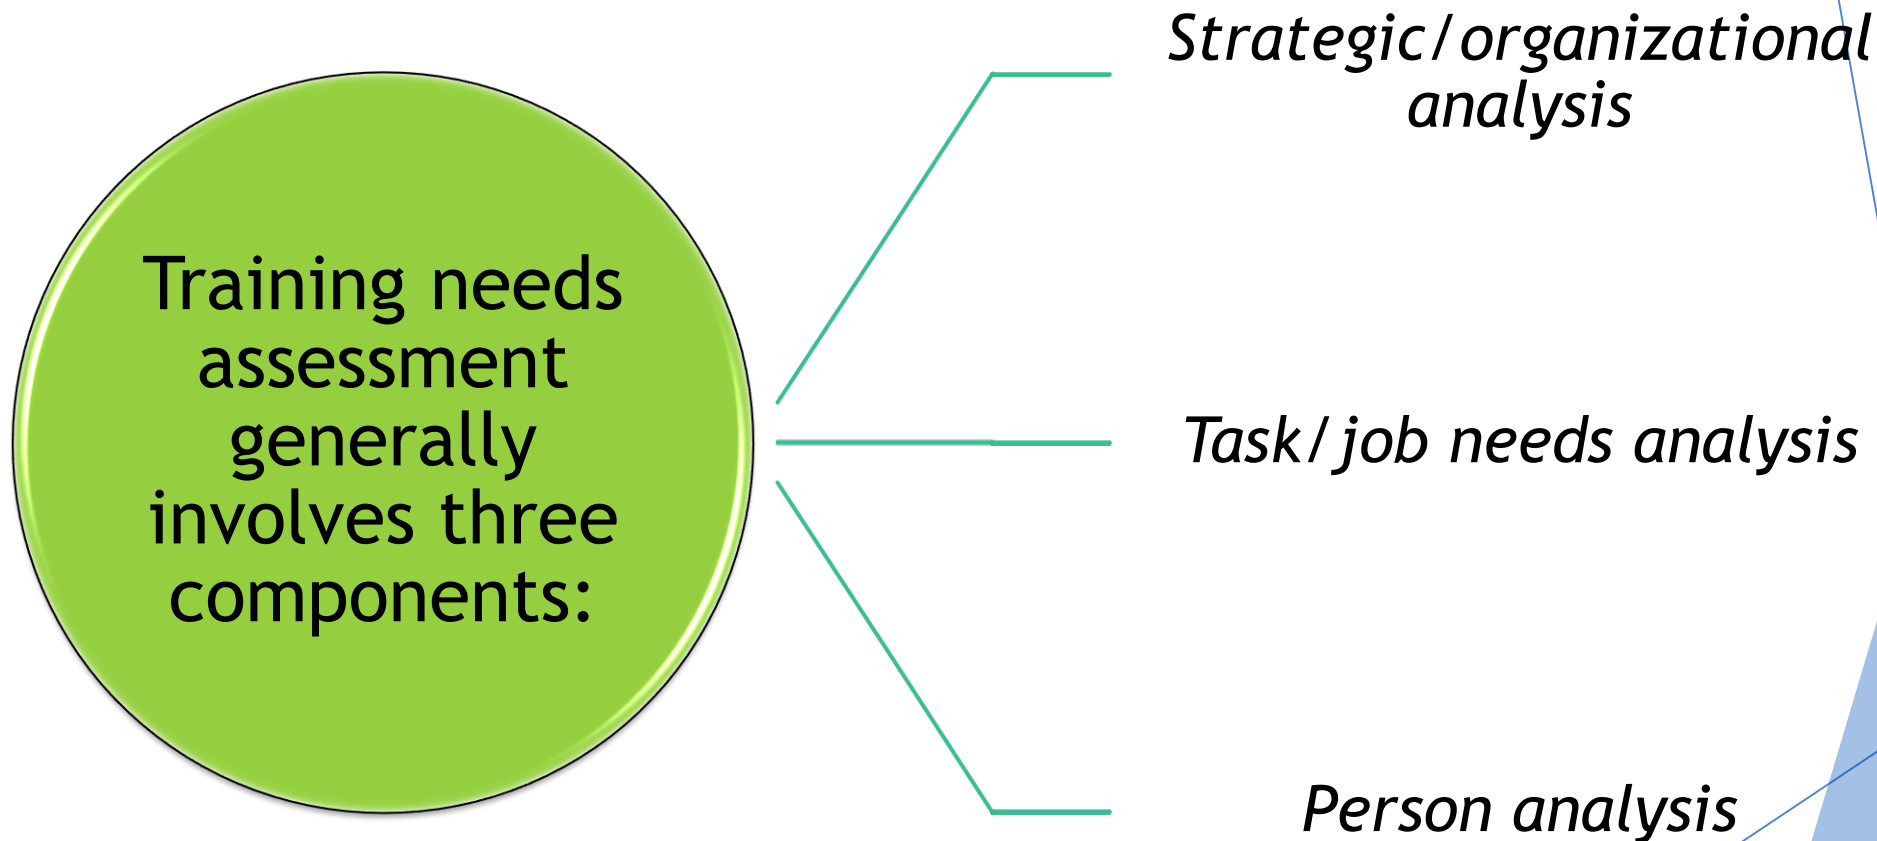 Training needs
assessment
generally
involves three
components:
Strategic/organizational
analysis
Task/job needs analysis
Person analysis